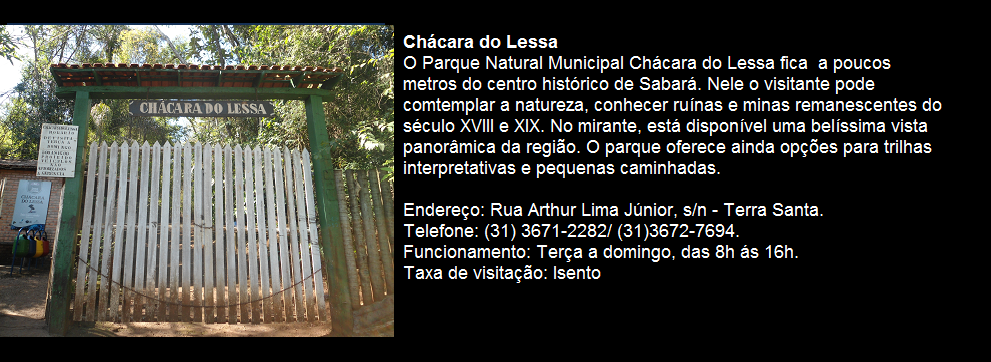 CHÁCARA DO LESSA
Chácara do Lessa
O Parque Natural Municipal Chácara do Lessa fica  a poucos
metros do centro histórico de Sabará. Nele o visitante pode
comtemplar a natureza, conhecer ruínas e minas remanescentes do
século XVIII e XIX. No mirante, está disponível uma belíssima vista
panorâmica da região. O parque oferece ainda opções para trilhas
interpretativas e pequenas caminhadas.
Endereço: Rua Arthur Lima Júnior, s/n - Terra Santa.
Telefone: (31) 3671-2282/ (31)3672-7694.
Funcionamento: Terça a domingo, das 8h ás 16h.
Taxa de visitação: Isento